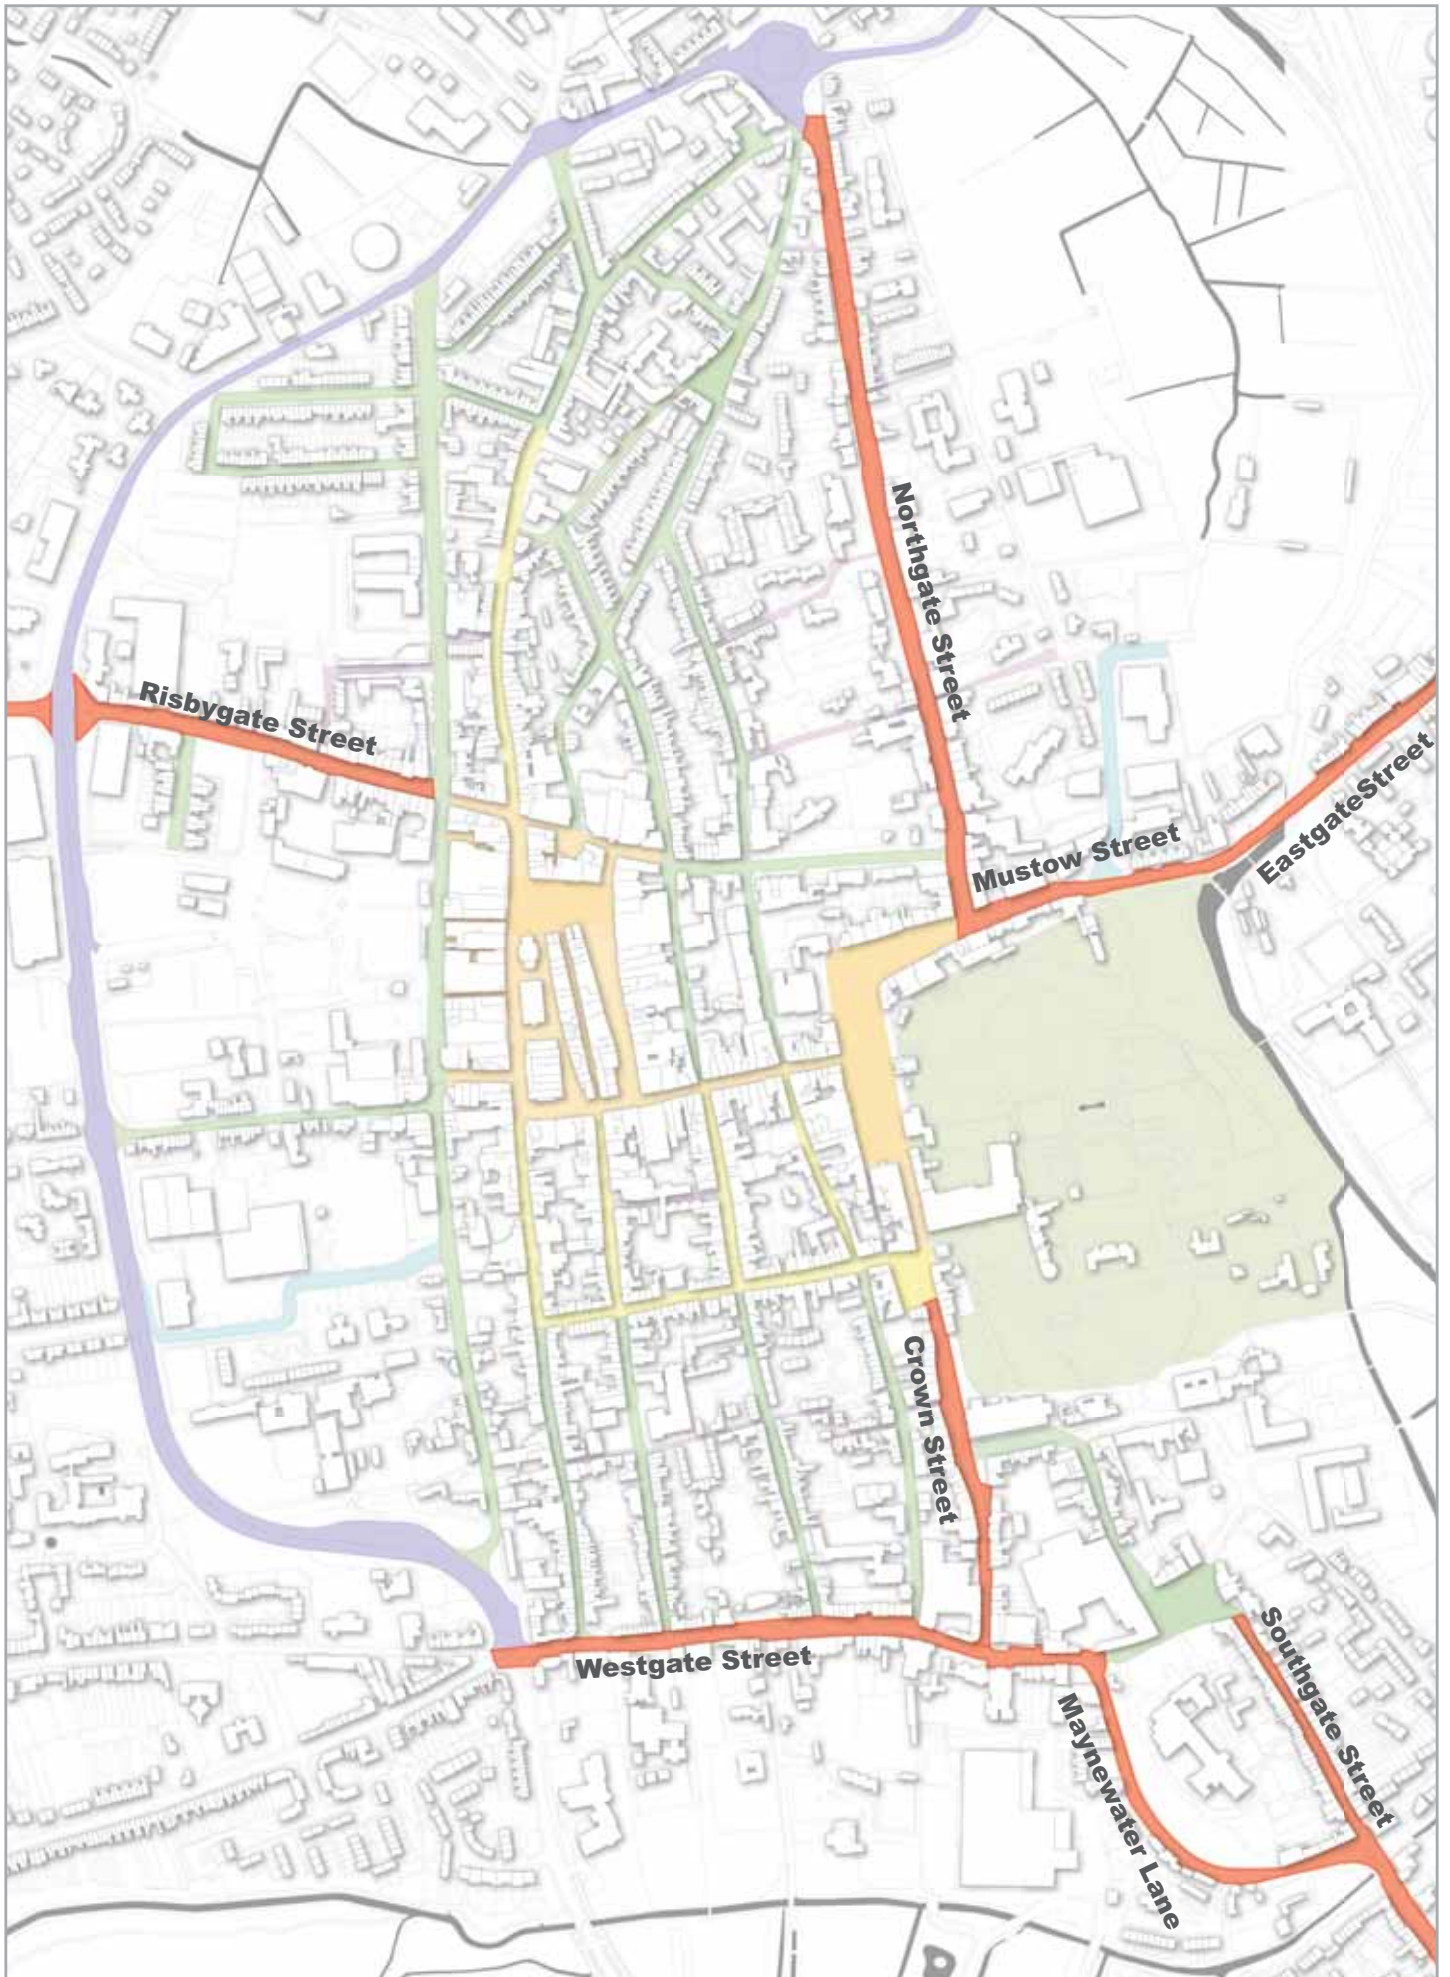 Northgate Street
Risbygate Street
EastgateStreet
Mustow Street
Crown Street
Westgate Street
Southgate Street
Maynewater Lane